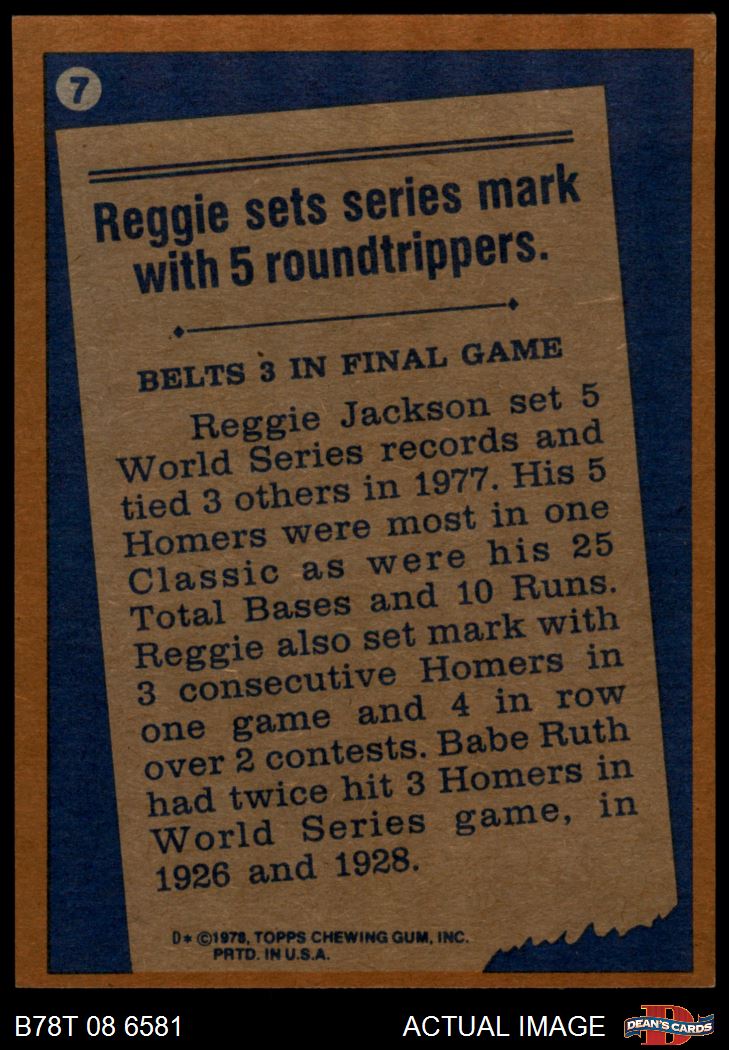 7
Reggie sets series mark
with 5 roundtrippers.
BELTS 3 IN FINAL GAME
Reggie Jackson set 5
World Series records and
tied 3 others in 1977. His 5
Homers were most in one
Classic as were his 25
Total Bases and 10 Runs.
Reggie also set mark with
3 consecutive Homers in
one game and 4 in row
over 2 contests. Babe Ruth
had twice hit 3 Homers in
World Series game, in
1926 and 1928.
D* ©1978, TOPPS CHEWING GUM, INC.
PRTD. IN U.S.A.
B78T 08 6581 ACTUAL IMAGE D DEAN'S CARDS